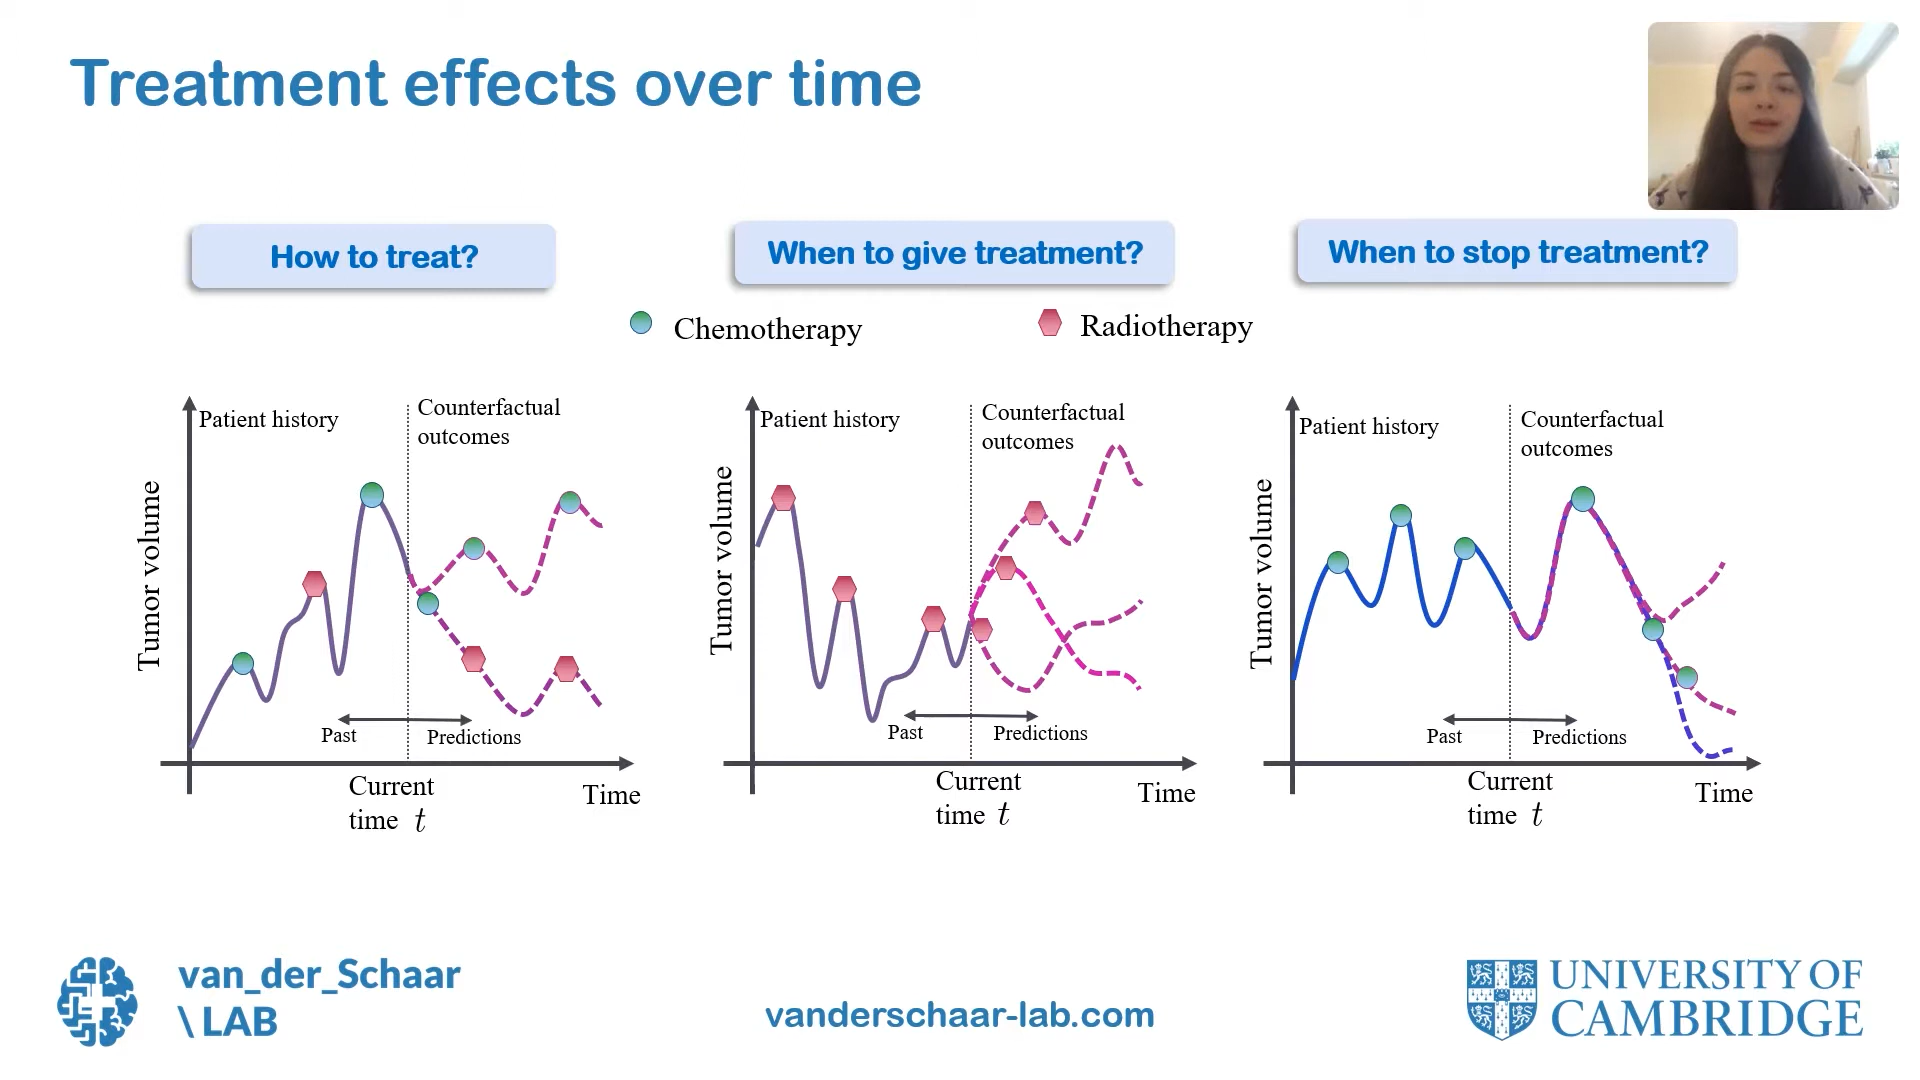 Treatment effects over time
How to treat?
When to give treatment?
When to stop treatment?
Chemotherapy
Radiotherapy
Patient history
Counterfactual
outcomes
Tumor volume
Past
Predictions
Current
time t
Time
Patient history
Counterfactual
outcomes
Tumor volume
Past
Predictions
Current
time t
Time
Patient history
Counterfactual
outcomes
Tumor volume
Past
Predictions
Current
time t
Time
van_der_Schaar
\ LAB
vanderschaar-lab.com
UNIVERSITY OF
CAMBRIDGE